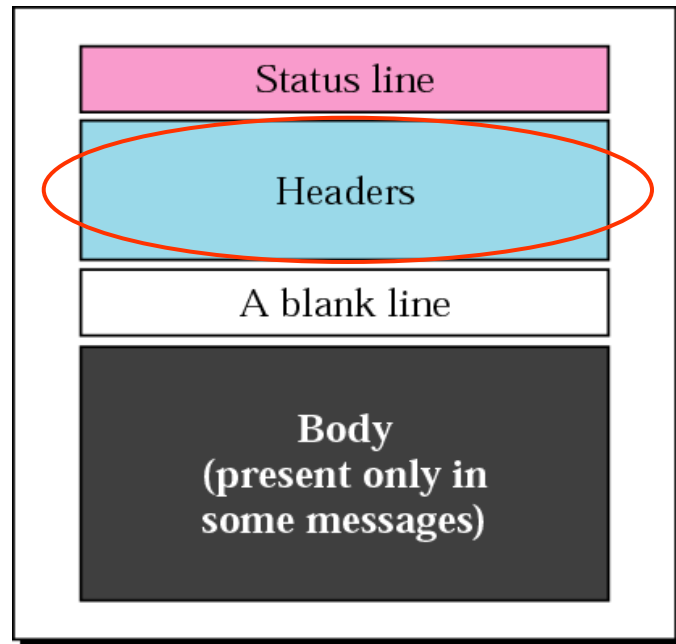 Status line
Headers
A blank line
Body
(present only in
some messages)